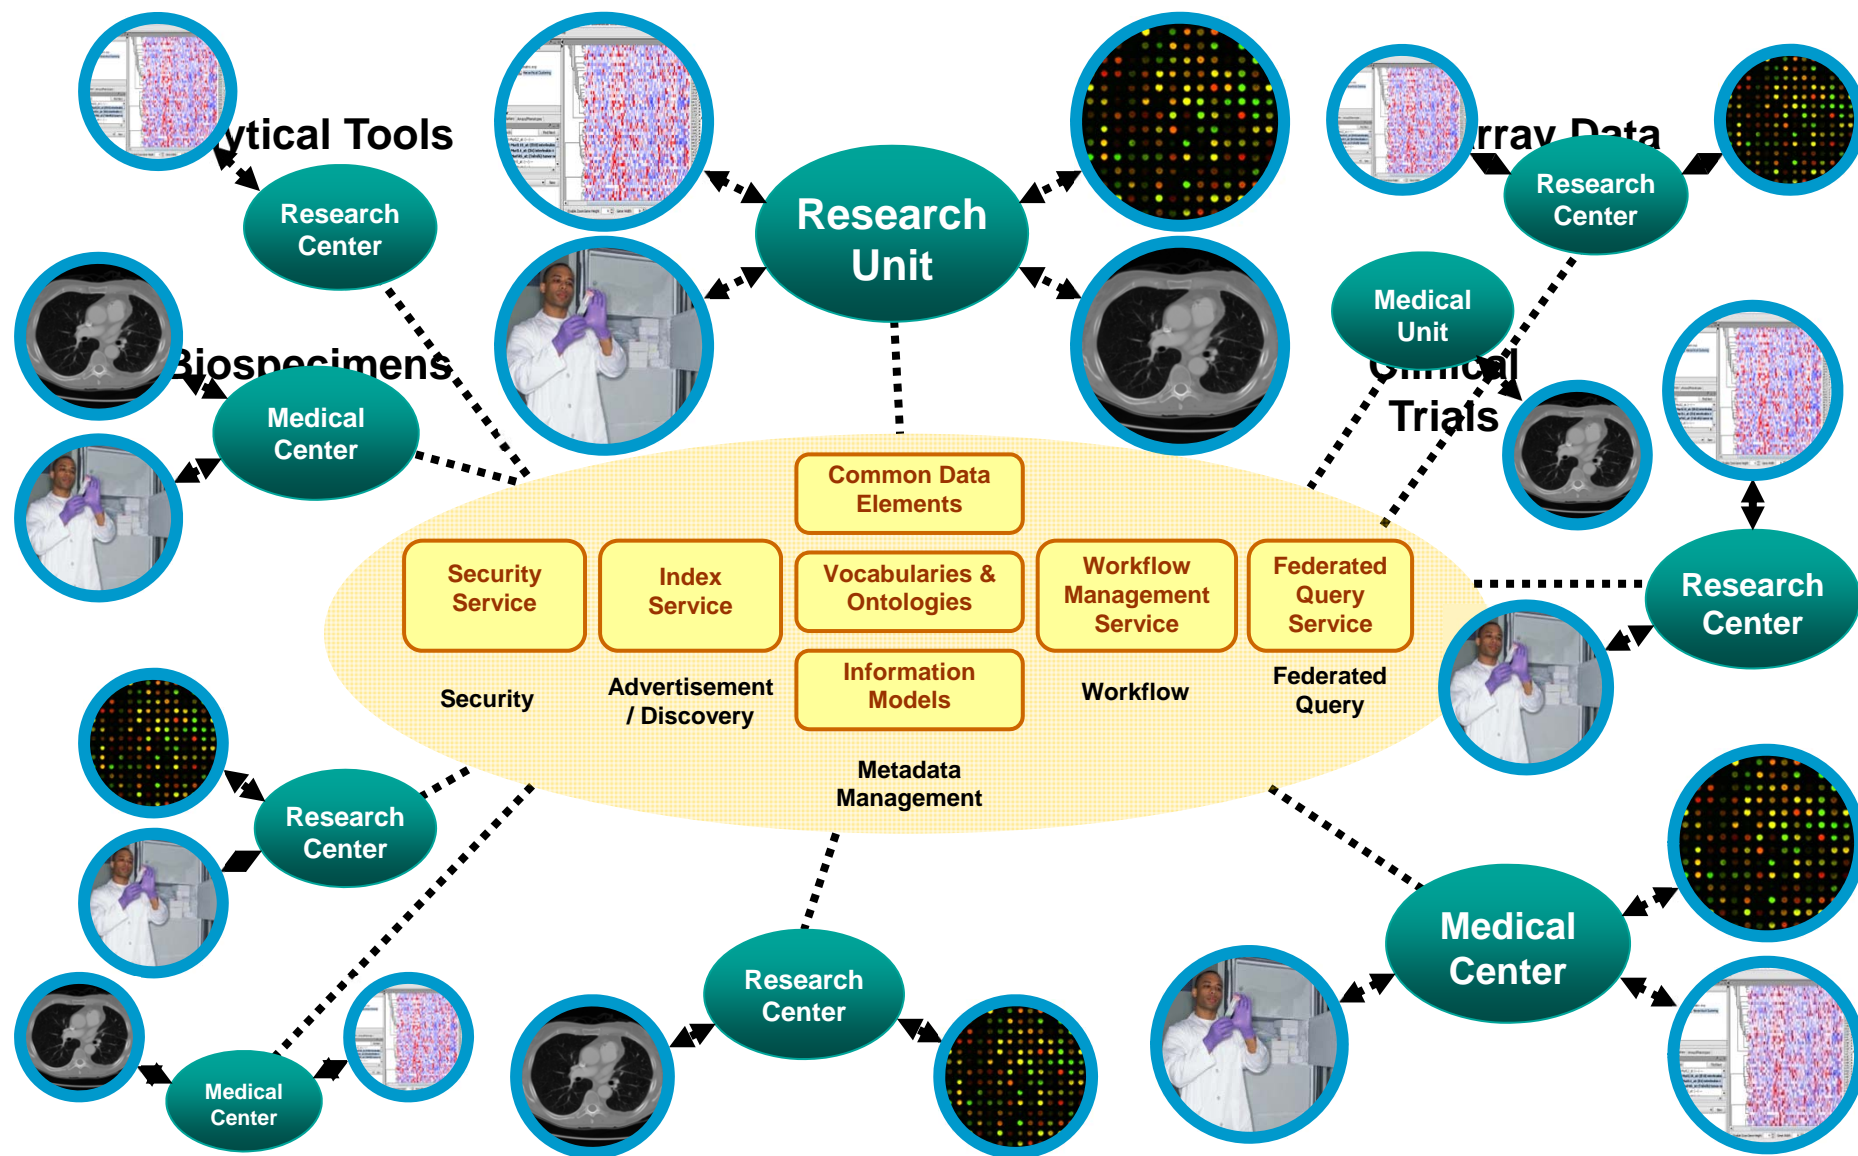 ytical Tools
rray Data
Research
Center
Research
Unit
Research
Center
Medical
Unit
Biospecimens
Clinical
Trials
Medical
Center
Common Data
Elements
Security
Service
Index
Service
Vocabularies &
Ontologies
Workflow
Management
Service
Federated
Query
Service
Research
Center
Information
Models
Security
Advertisement
/ Discovery
Workflow
Federated
Query
Metadata
Management
Research
Center
Medical
Center
Research
Center
Medical
Center